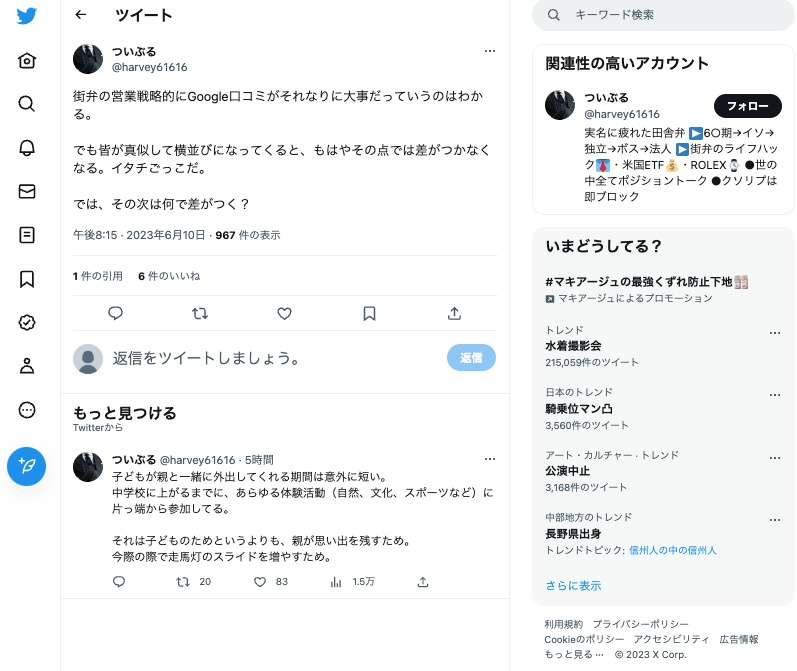 ツイート
ついぶる
@harvey61616
街弁の営業戦略的にGoogle口コミがそれなりに大事だっていうのはわか
る。
でも皆が真似して横並びになってくると、もはやその点では差がつかなく
なる。イタチごっこだ。
では、その次は何で差がつく？
午後8:15 · 2023年6月10日 · 967 件の表示
1 件の引用 6 件のいいね
返信をツイートしましょう。
返信
もっと見つける
Twitterから
ついぶる @harvey61616 · 5時間
子どもが親と一緒に外出してくれる期間は意外に短い。
中学校に上がるまでに、あらゆる体験活動（自然、文化、スポーツなど）に
片っ端から参加してる。
それは子どものためというよりも、親が思い出を残すため。
今際の際で走馬灯のスライドを増やすため。
20 83 1.5万
キーワード検索
関連性の高いアカウント
ついぶる
@harvey61616
フォロー
実名に疲れた田舎弁 ▶️6〇期→イソ→
独立→ボス→法人 ▶️街弁のライフハッ
ク👔・米国ETF💰・ROLEX⌚ ●世の
中全てポジショントーク ●クソリプは
即ブロック
いまどうしてる？
#マキアージュの最強くずれ防止下地
マキアージュによるプロモーション
トレンド
水着撮影会
215,059件のツイート
日本のトレンド
騎乗位マン凸
3,560件のツイート
アート・カルチャー · トレンド
公演中止
3,168件のツイート
中部地方のトレンド
長野県出身
トレンドトピック: 信州人の中の信州人
さらに表示
利用規約 プライバシーポリシー
Cookieのポリシー アクセシビリティ 広告情報
もっと見る ··· © 2023 X Corp.